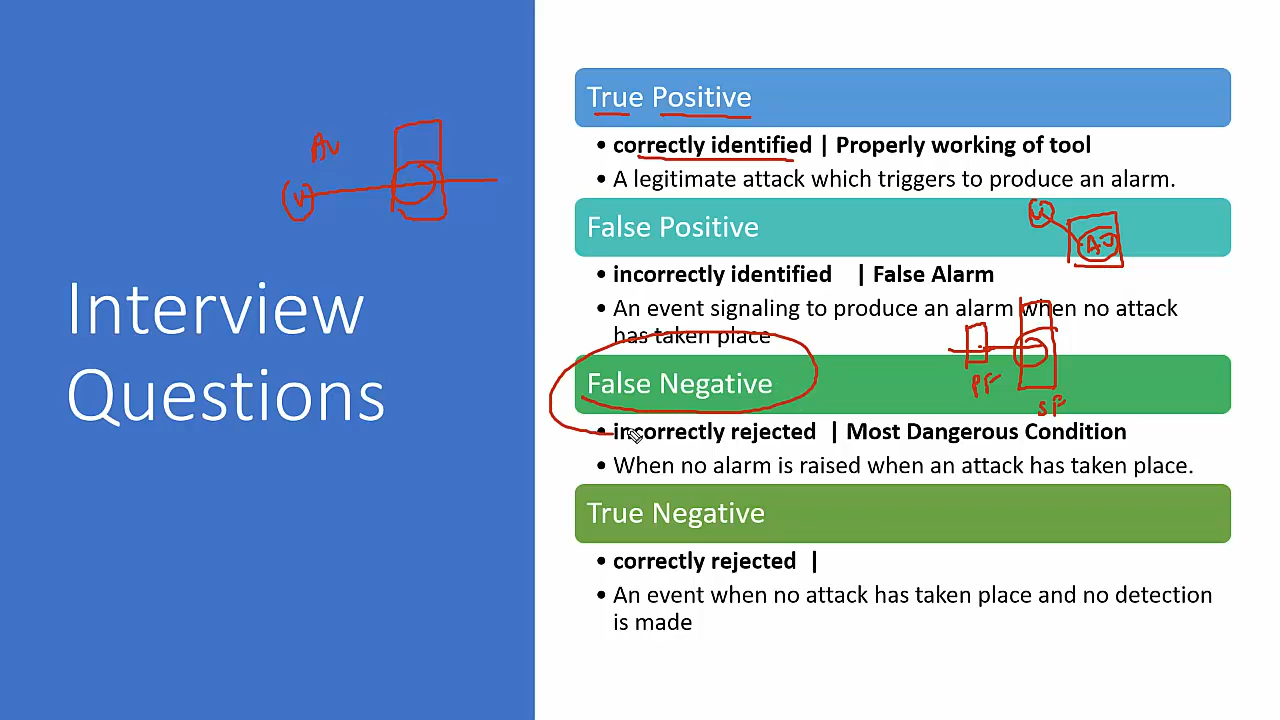 Interview
Questions
AV
True Positive
• correctly identified | Properly working of tool
• A legitimate attack which triggers to produce an alarm.
False Positive
• incorrectly identified | False Alarm
• An event signaling to produce an alarm when no attack
has taken place
PF
SF
False Negative
• incorrectly rejected | Most Dangerous Condition
• When no alarm is raised when an attack has taken place.
True Negative
• correctly rejected |
• An event when no attack has taken place and no detection
is made